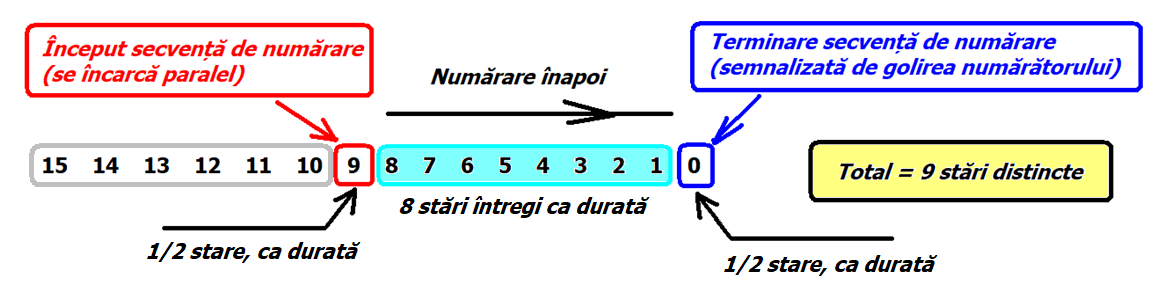 Început secvență de numărare
(se încarcă paralel)
Numărare înapoi
Terminare secvență de numărare
(semnalizată de golirea numărătorului)
15 14 13 12 11 10 9 8 7 6 5 4 3 2 1 0
Total = 9 stări distincte
8 stări întregi ca durată
1/2 stare, ca durată
1/2 stare, ca durată